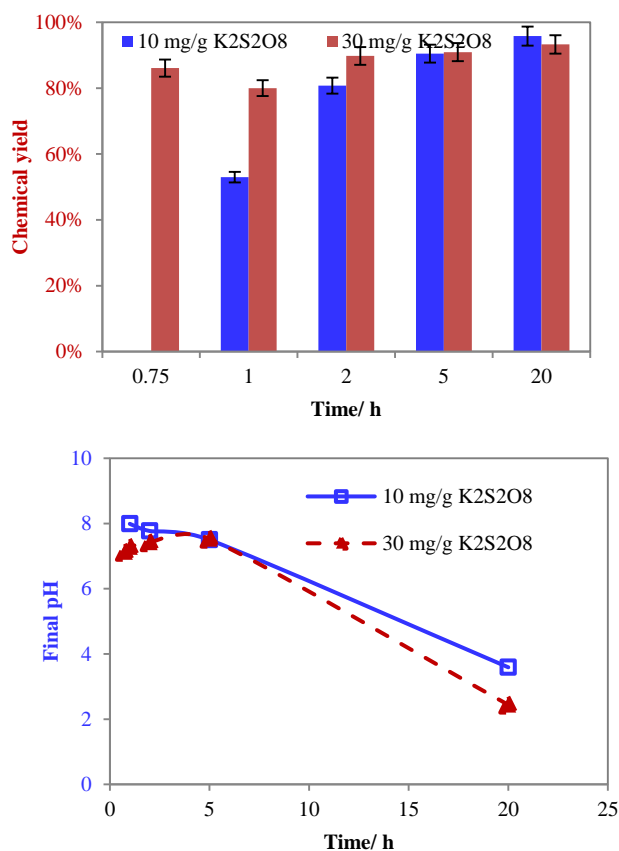 100%
80%
60%
40%
20%
0%
Chemical yield
10 mg/g K2S2O8
30 mg/g K2S2O8
0.75 1 2 5 20
Time/ h
10
8
6
4
2
0
Final pH
10 mg/g K2S2O8
30 mg/g K2S2O8
0 5 10 15 20 25
Time/ h